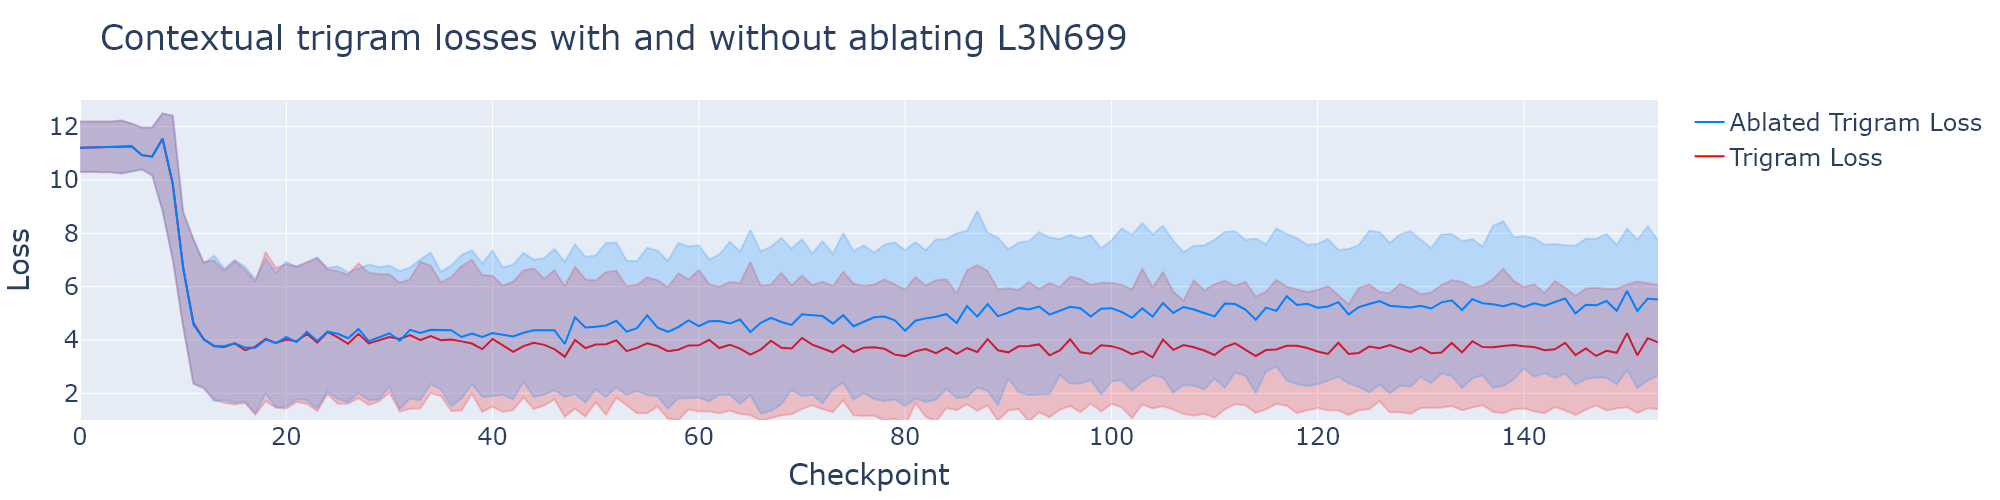 Contextual trigram losses with and without ablating L3N699
Ablated Trigram Loss
Trigram Loss
Loss
12
10
8
6
4
2
0 20 40 60 80 100 120 140
Checkpoint